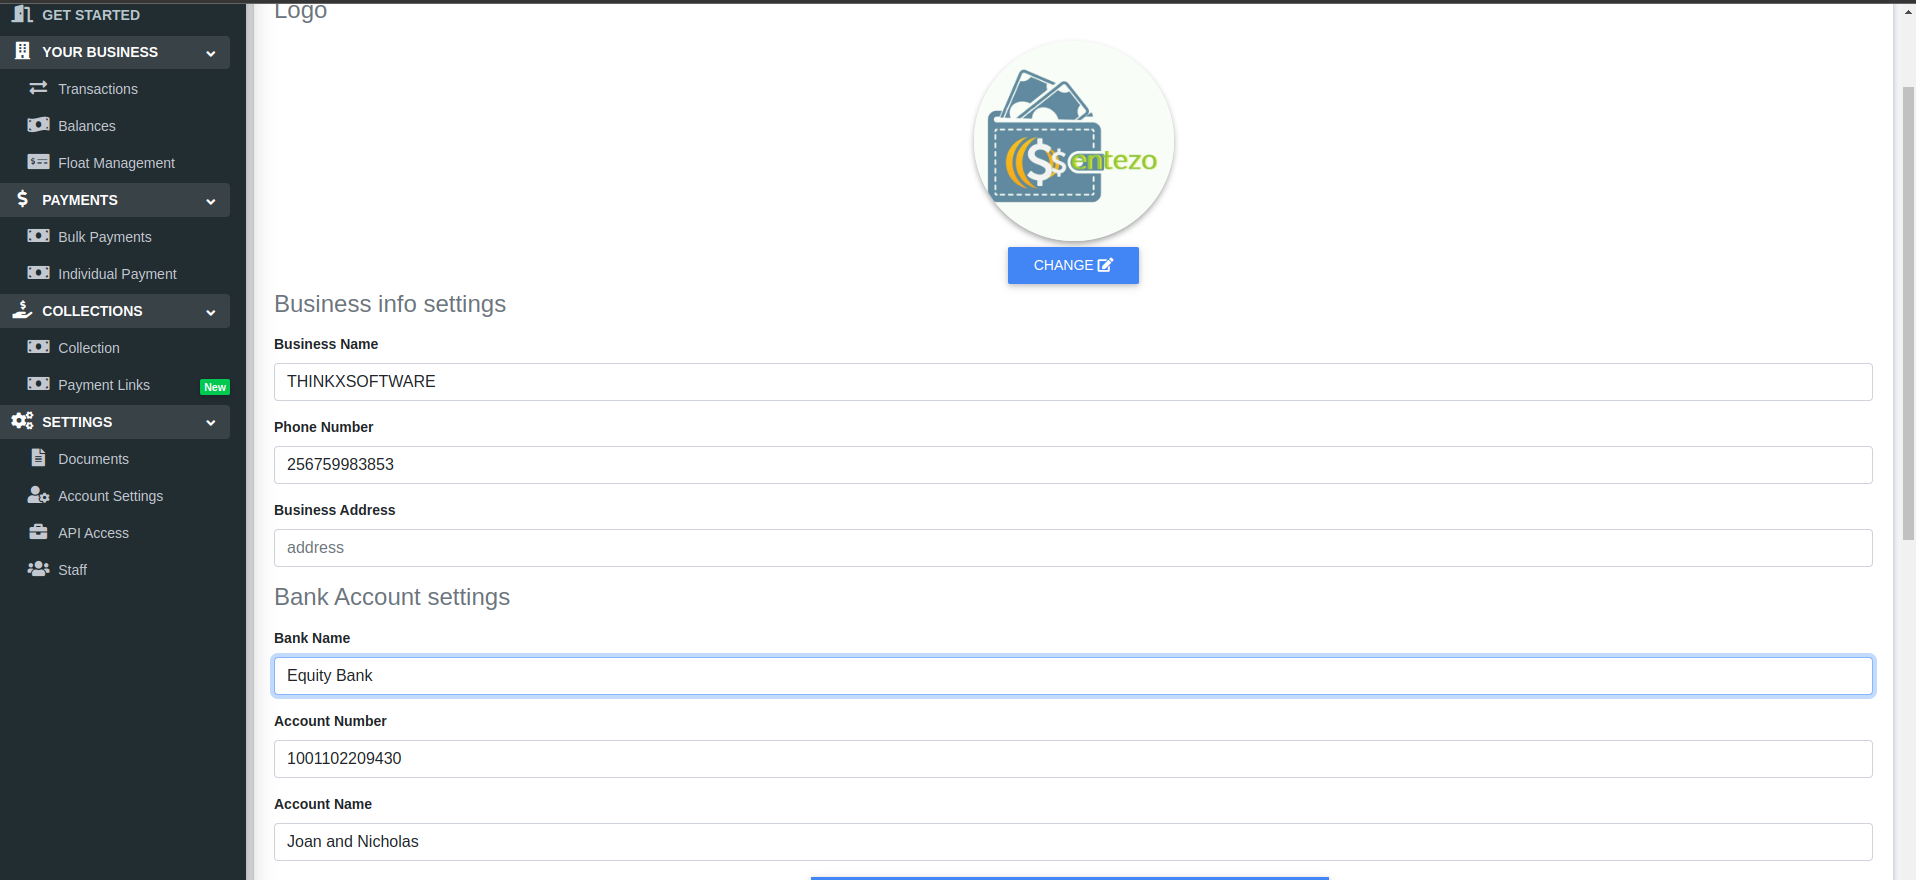 GET STARTED
YOUR BUSINESS
Transactions
Balances
Float Management
PAYMENTS
Bulk Payments
Individual Payment
COLLECTIONS
Collection
Payment Links New
SETTINGS
Documents
Account Settings
API Access
Staff
Logo
$ $entezo
CHANGE
Business info settings
Business Name
THINKXSOFTWARE
Phone Number
256759983853
Business Address
address
Bank Account settings
Bank Name
Equity Bank
Account Number
1001102209430
Account Name
Joan and Nicholas